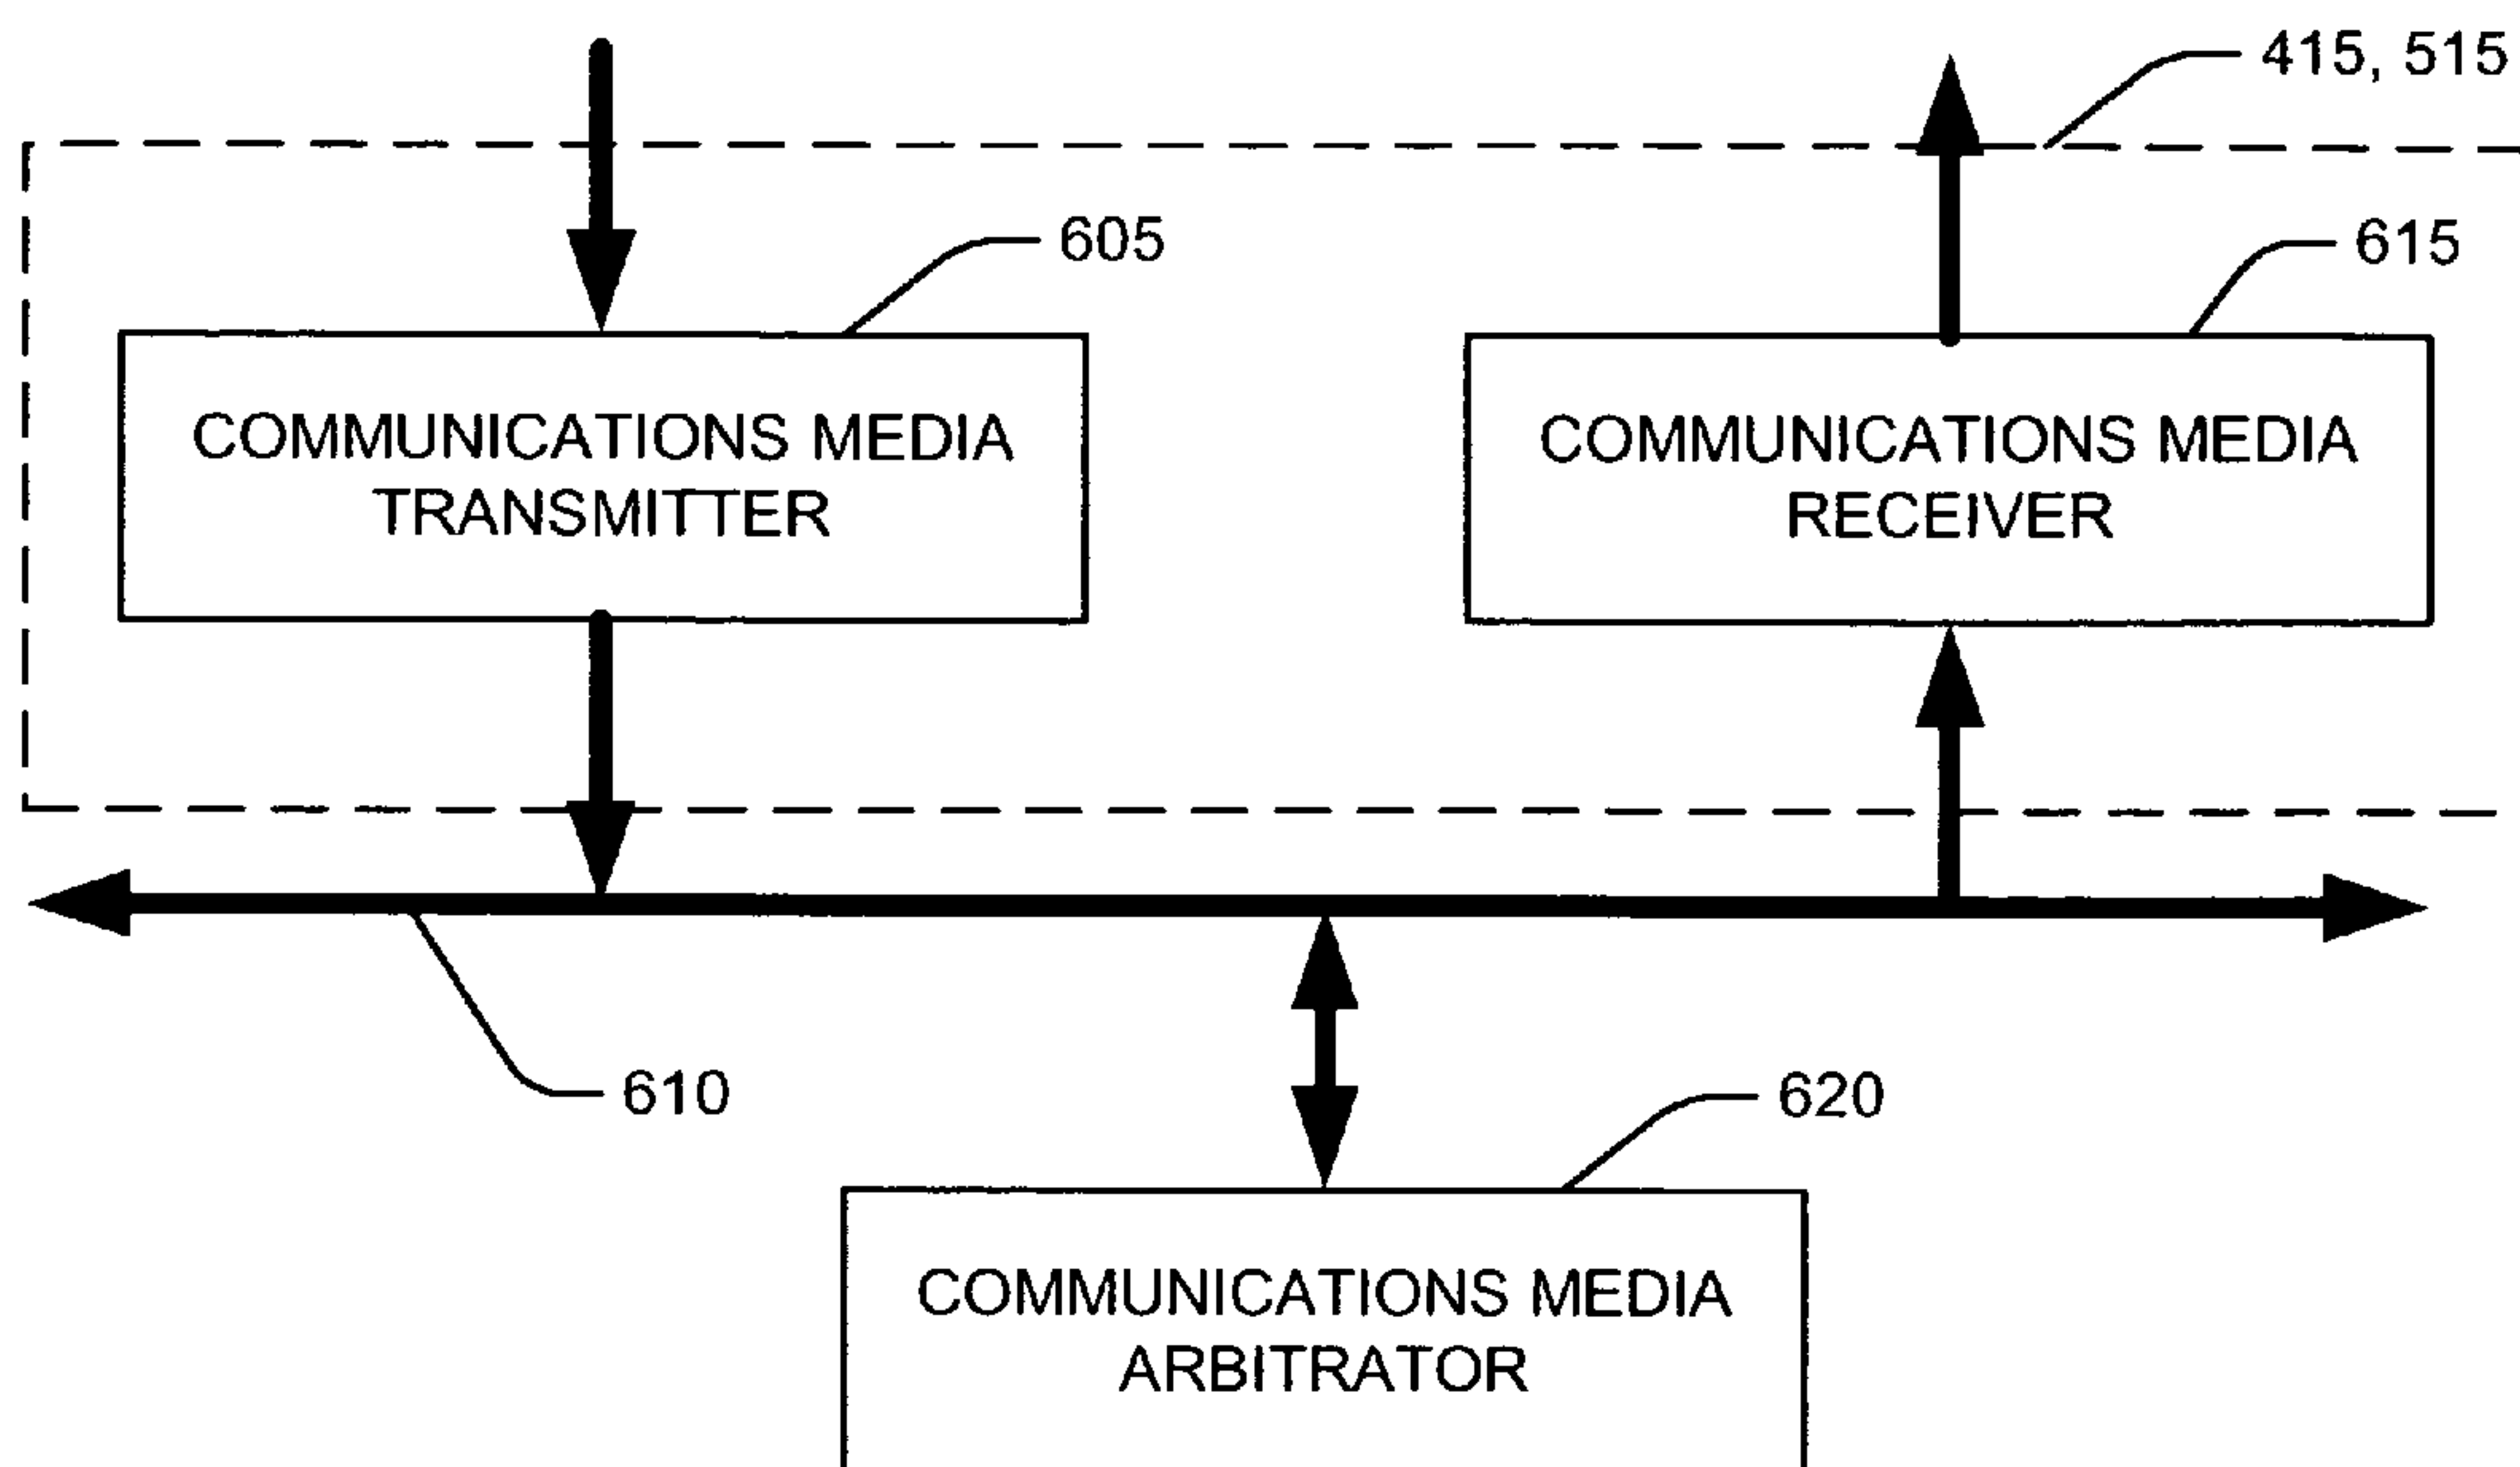 415, 515
605
615
COMMUNICATIONS MEDIA
TRANSMITTER
COMMUNICATIONS MEDIA
RECEIVER
610
620
COMMUNICATIONS MEDIA
ARBITRATOR